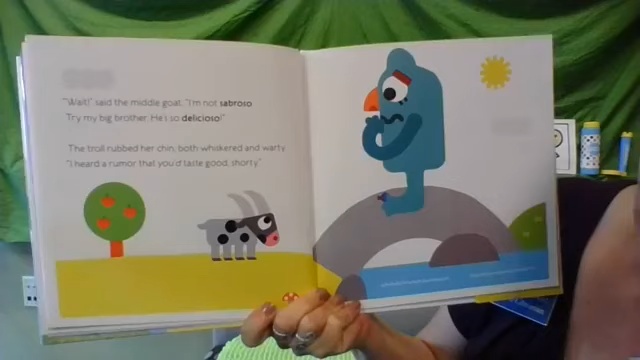 "Wait!" said the middle goat. "I'm not sabroso
Try my big brother. He's so delicioso!"
The troll rubbed her chin, both whiskered and warty
"I heard a rumor that you'd taste good, shorty."